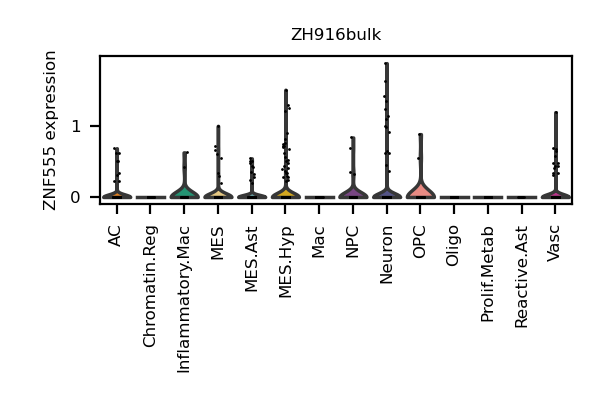 ZH916bulk
ZNF555 expression
1
0
AC
Chromatin.Reg
Inflammatory.Mac
MES
MES.Ast
MES.Hyp
Mac
NPC
Neuron
OPC
Oligo
Prolif.Metab
Reactive.Ast
Vasc